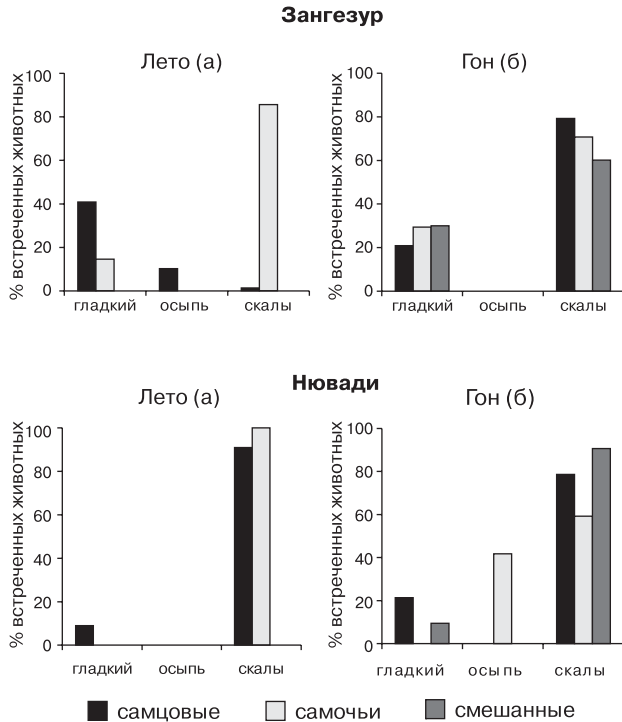 Зангезур
Лето (а)
% встреченных животных
100
80
60
40
20
0
гладкий осыпь скалы
Гон (б)
% встреченных животных
100
80
60
40
20
0
гладкий осыпь скалы
Нювади
Лето (а)
% встреченных животных
100
80
60
40
20
0
гладкий осыпь скалы
Гон (б)
% встреченных животных
100
80
60
40
20
0
гладкий осыпь скалы
самцовые самочьи смешанные